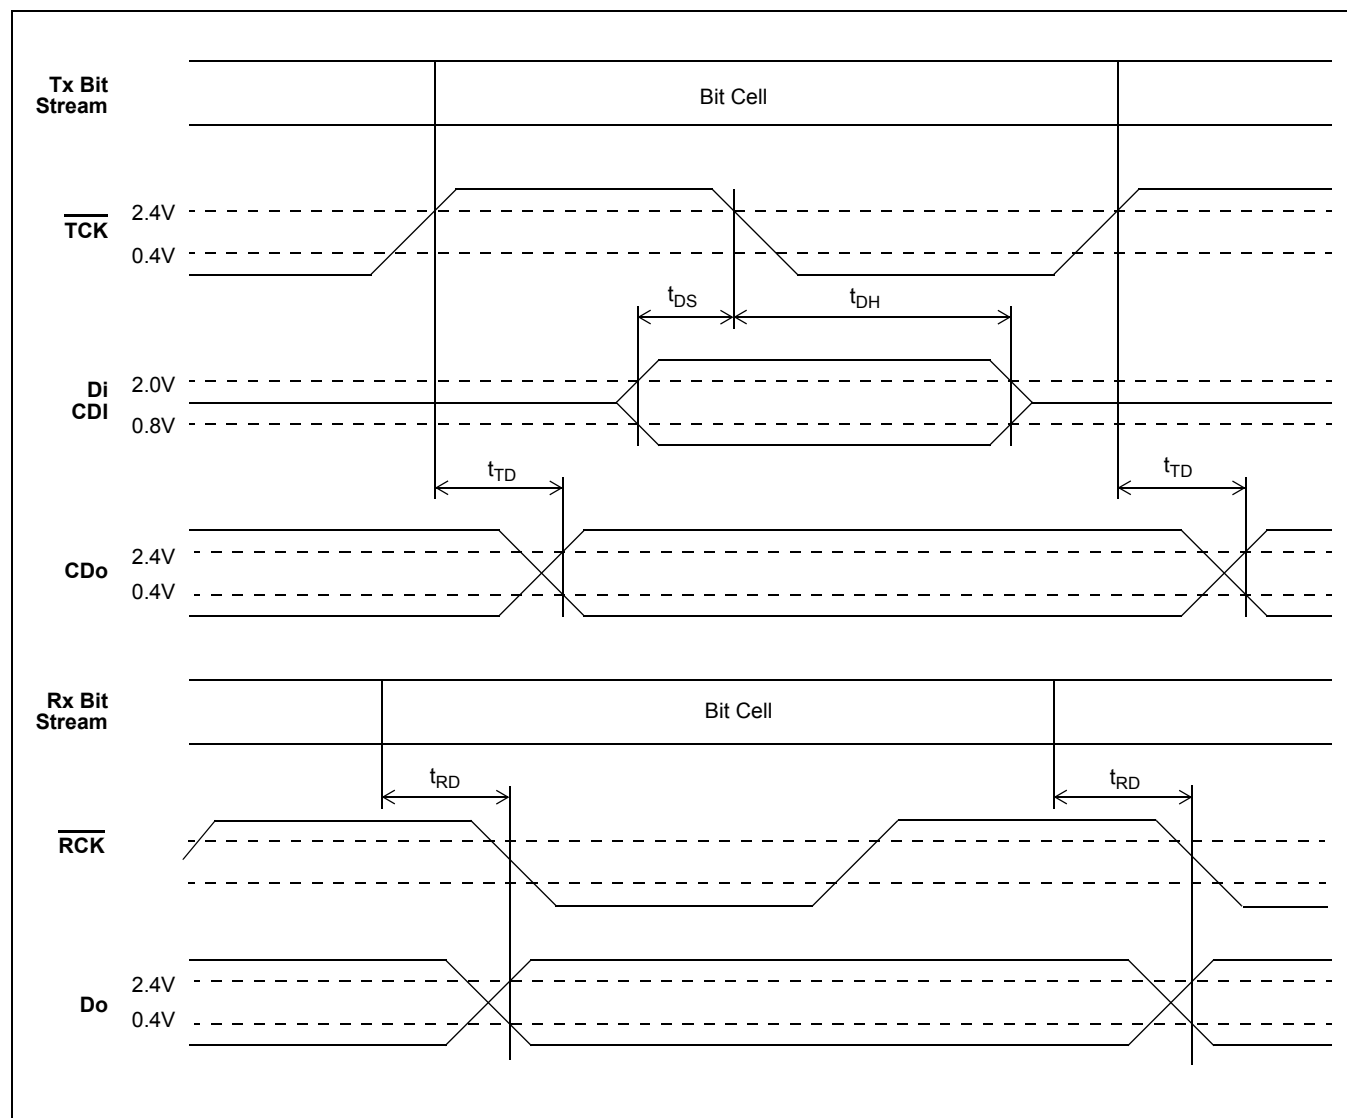 Tx Bit
Stream
Bit Cell
TCK
2.4V
0.4V
tDS
tDH
Di
CDI
2.0V
0.8V
tTD
tTD
CDo
2.4V
0.4V
Rx Bit
Stream
Bit Cell
tRD
tRD
RCK
Do
2.4V
0.4V